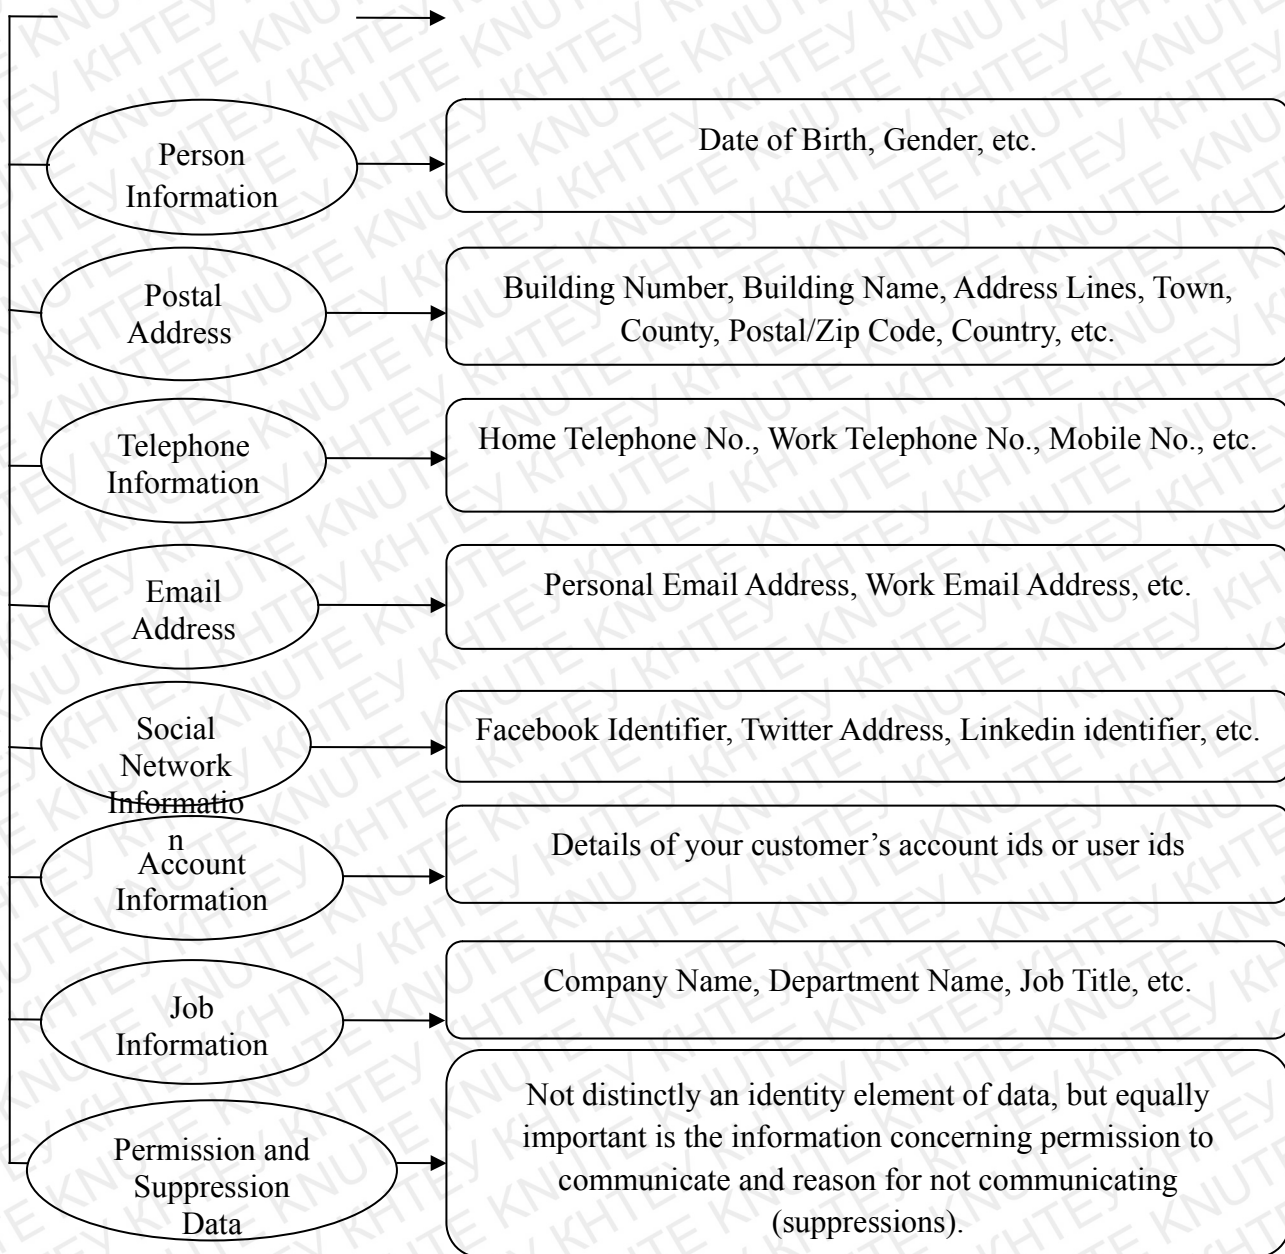 Person
Information
Date of Birth, Gender, etc.
Postal
Address
Building Number, Building Name, Address Lines, Town,
County, Postal/Zip Code, Country, etc.
Telephone
Information
Home Telephone No., Work Telephone No., Mobile No., etc.
Email
Address
Personal Email Address, Work Email Address, etc.
Social
Network
Informatio
n
Facebook Identifier, Twitter Address, Linkedin identifier, etc.
Account
Information
Details of your customer’s account ids or user ids
Job
Information
Company Name, Department Name, Job Title, etc.
Permission and
Suppression
Data
Not distinctly an identity element of data, but equally
important is the information concerning permission to
communicate and reason for not communicating
(suppressions).